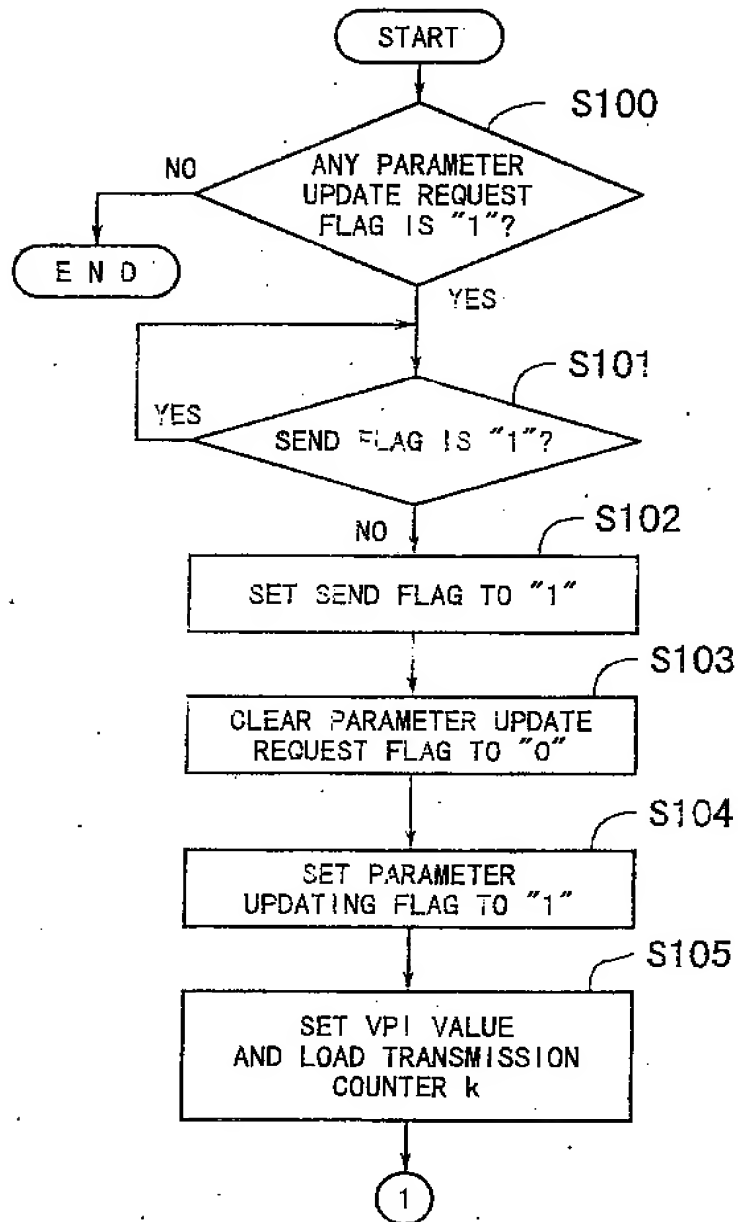 START
S100
NO
ANY PARAMETER
UPDATE REQUEST
FLAG IS "1"?
E N D
YES
S101
YES
SEND FLAG IS "1"?
NO
S102
SET SEND FLAG TO "1"
S103
CLEAR PARAMETER UPDATE
REQUEST FLAG TO "0"
S104
SET PARAMETER
UPDATING FLAG TO "1"
S105
SET VPI VALUE
AND LOAD TRANSMISSION
COUNTER k
1